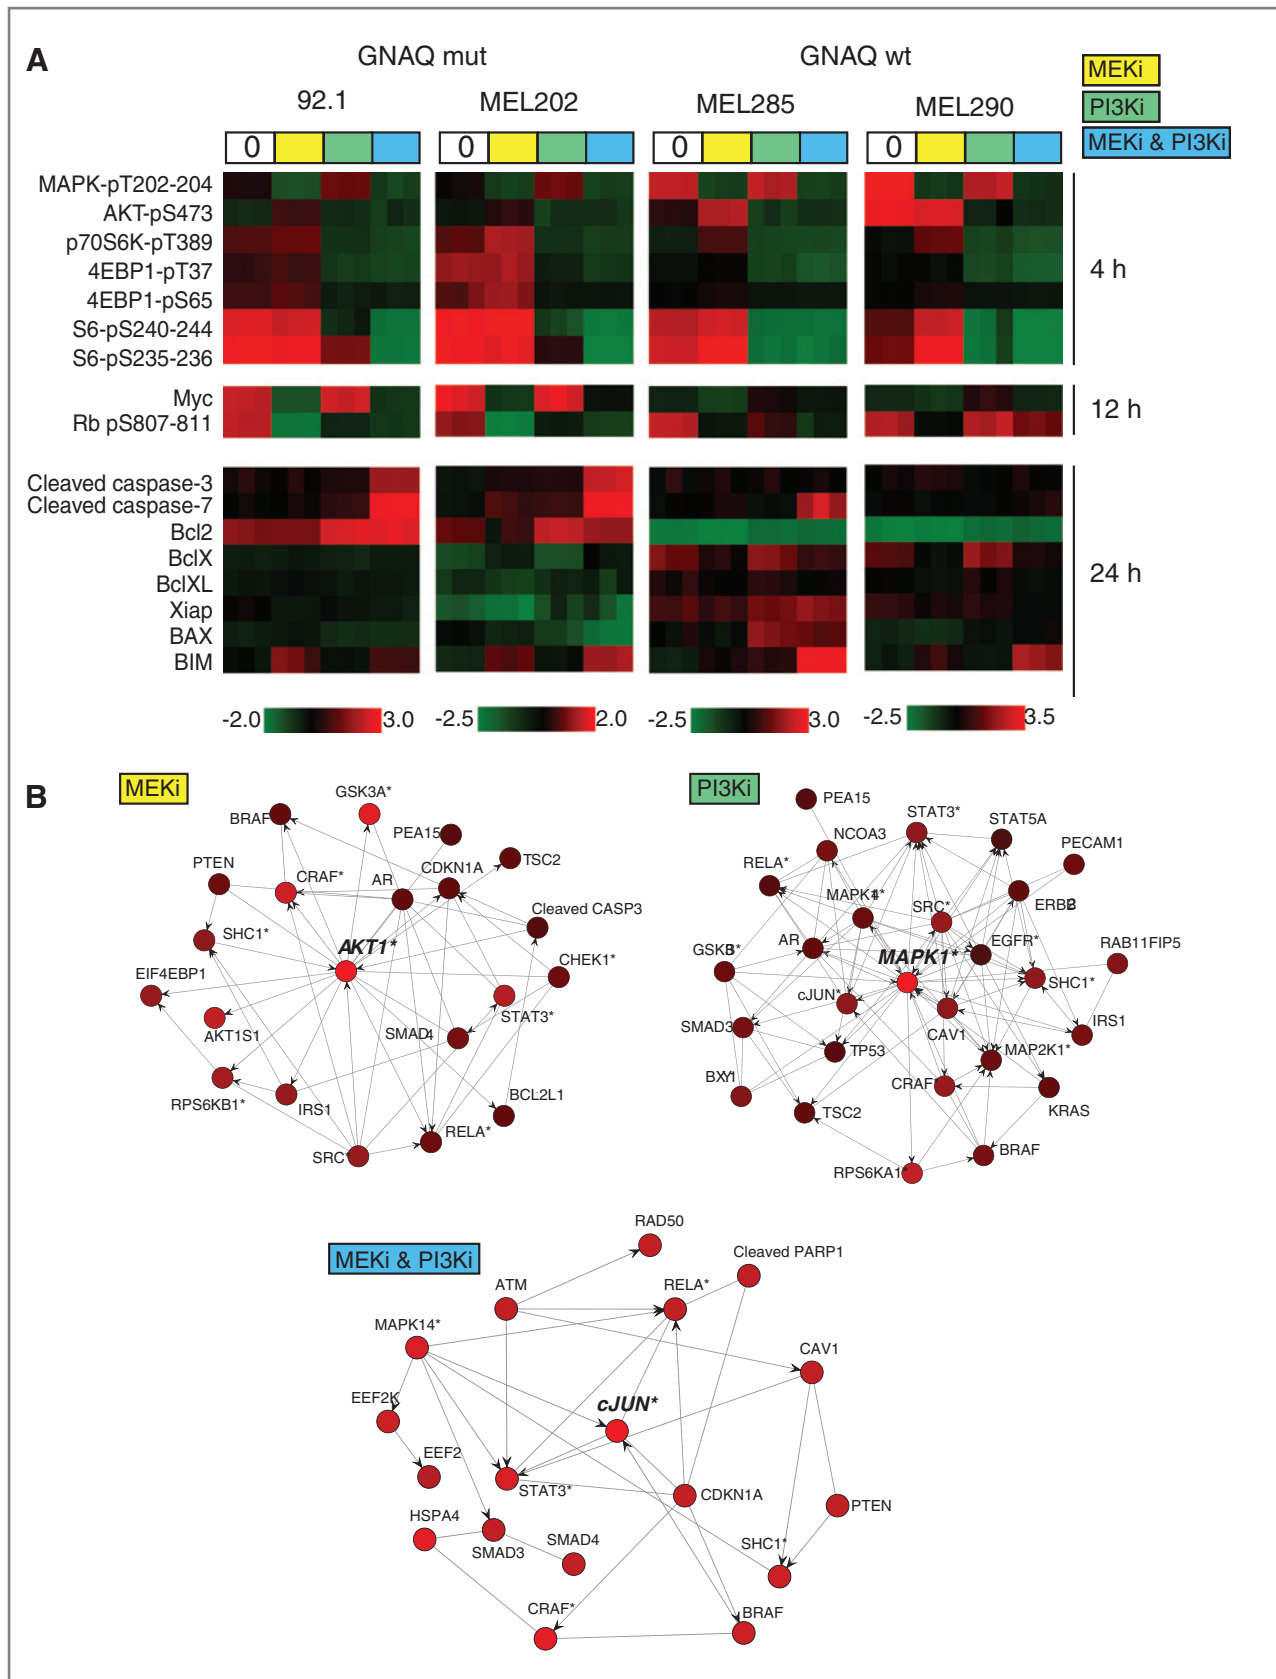 A
GNAQ mut
GNAQ wt
92.1
MEL202
MEL285
MEL290
MEKi
PI3Ki
MEKi & PI3Ki
0
0
0
0
MAPK-pT202-204
AKT-pS473
p70S6K-pT389
4EBP1-pT37
4EBP1-pS65
S6-pS240-244
S6-pS235-236
4 h
Myc
Rb pS807-811
12 h
Cleaved caspase-3
Cleaved caspase-7
Bcl2
BclX
BclXL
Xiap
BAX
BIM
24 h
-2.0
3.0
-2.5
2.0
-2.5
3.0
-2.5
3.5
B
MEKi
GSK3A*
BRAF
PEA15
TSC2
PTEN
CRAF*
AR
CDKN1A
Cleaved CASP3
SHC1*
AKT1*
CHEK1*
EIF4EBP1
STAT3*
AKT1S1
SMAD4
RPS6KB1*
IRS1
BCL2L1
RELA*
SRC*
PI3Ki
PEA15
STAT3*
STAT5A
NCOA3
PECAM1
RELA*
MAPK14*
SRC*
ERBB
AR
EGFR*
RAB11FIP5
MAPK1*
SHC1*
cJUN*
CAV1
IRS1
SMAD3
TP53
MAP2K1*
CRAF*
KRAS
TSC2
BRAF
RPS6KA1*
MEKi & PI3Ki
RAD50
Cleaved PARP1
ATM
RELA*
MAPK14*
CAV1
EEF2K
cJUN*
EEF2
STAT3*
CDKN1A
PTEN
HSPA4
SMAD3
SMAD4
SHC1*
CRAF*
BRAF